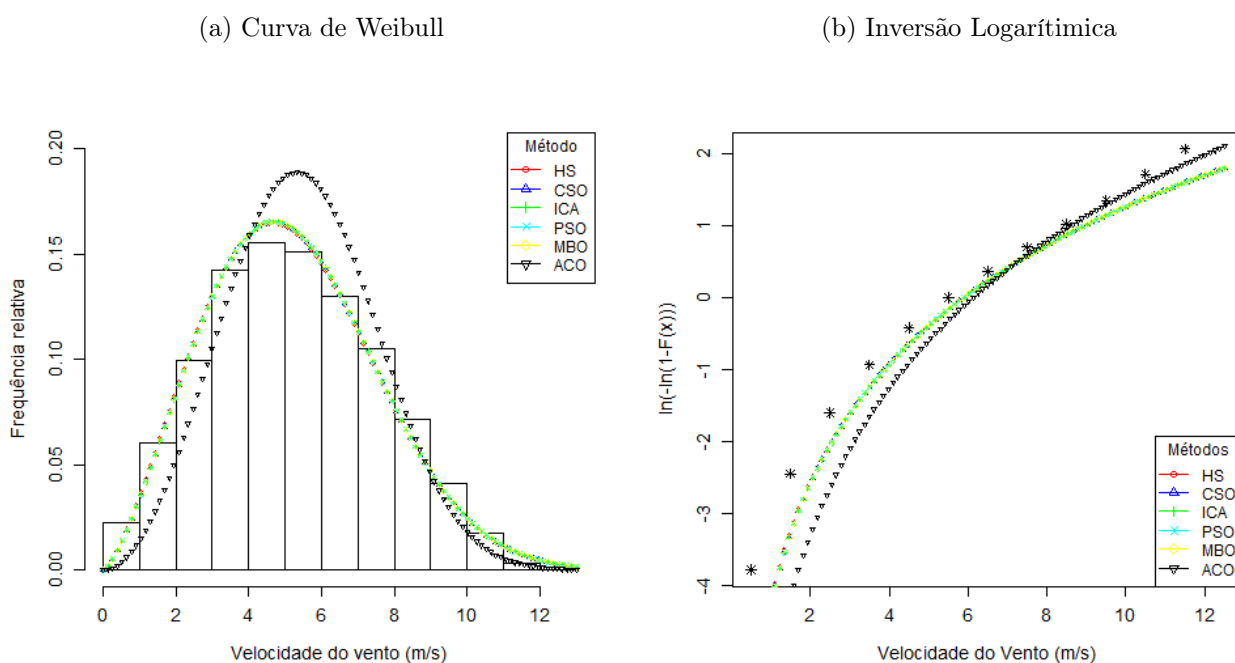 (a) Curva de Weibull
(b) Inversão Logarítimica
Frequência relativa
0.00
0.05
0.10
0.15
0.20
0
2
4
6
8
10
12
Velocidade do vento (m/s)
Método
HS
CSO
ICA
PSO
MBO
ACO
ln(-ln(1-F(x)))
-4
-3
-2
-1
0
1
2
2
4
6
8
10
12
Velocidade do Vento (m/s)
Métodos
HS
CSO
ICA
PSO
MBO
ACO